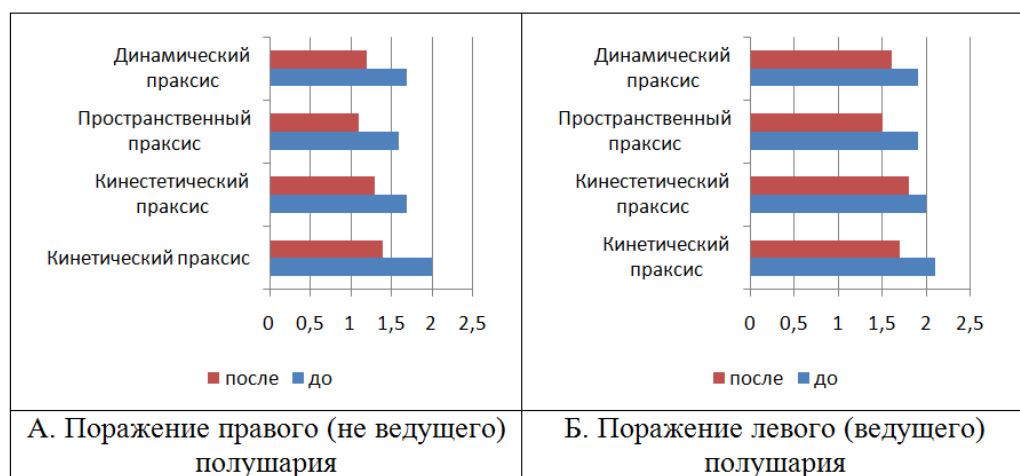 Динамический
праксис
Пространственный
праксис
Кинестетический
праксис
Кинетический праксис
0 0,5 1 1,5 2 2,5
после до
А. Поражение правого (не ведущего)
полушария
Динамический
праксис
Пространственный
праксис
Кинестетический
праксис
Кинетический
праксис
0 0,5 1 1,5 2 2,5
после до
Б. Поражение левого (ведущего)
полушария